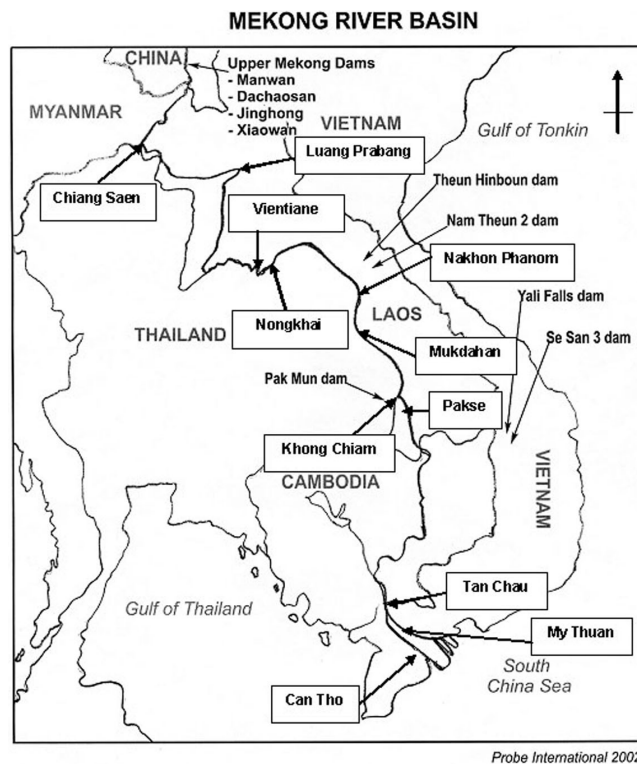 MEKONG RIVER BASIN
CHINA
Upper Mekong Dams
- Manwan
- Dachaosan
- Jinghong
- Xiaowan
MYANMAR
VIETNAM
Gulf of Tonkin
Luang Prabang
Theun Hinboun dam
Chiang Saen
Vientiane
Nam Theun 2 dam
Nakhon Phanom
Yali Falls dam
LAOS
THAILAND
Nongkhai
Mukdahan
Se San 3 dam
Pak Mun dam
Pakse
Khong Chiam
CAMBODIA
VIETNAM
Tan Chau
Gulf of Thailand
My Thuan
South
China Sea
Can Tho
Probe International 2002